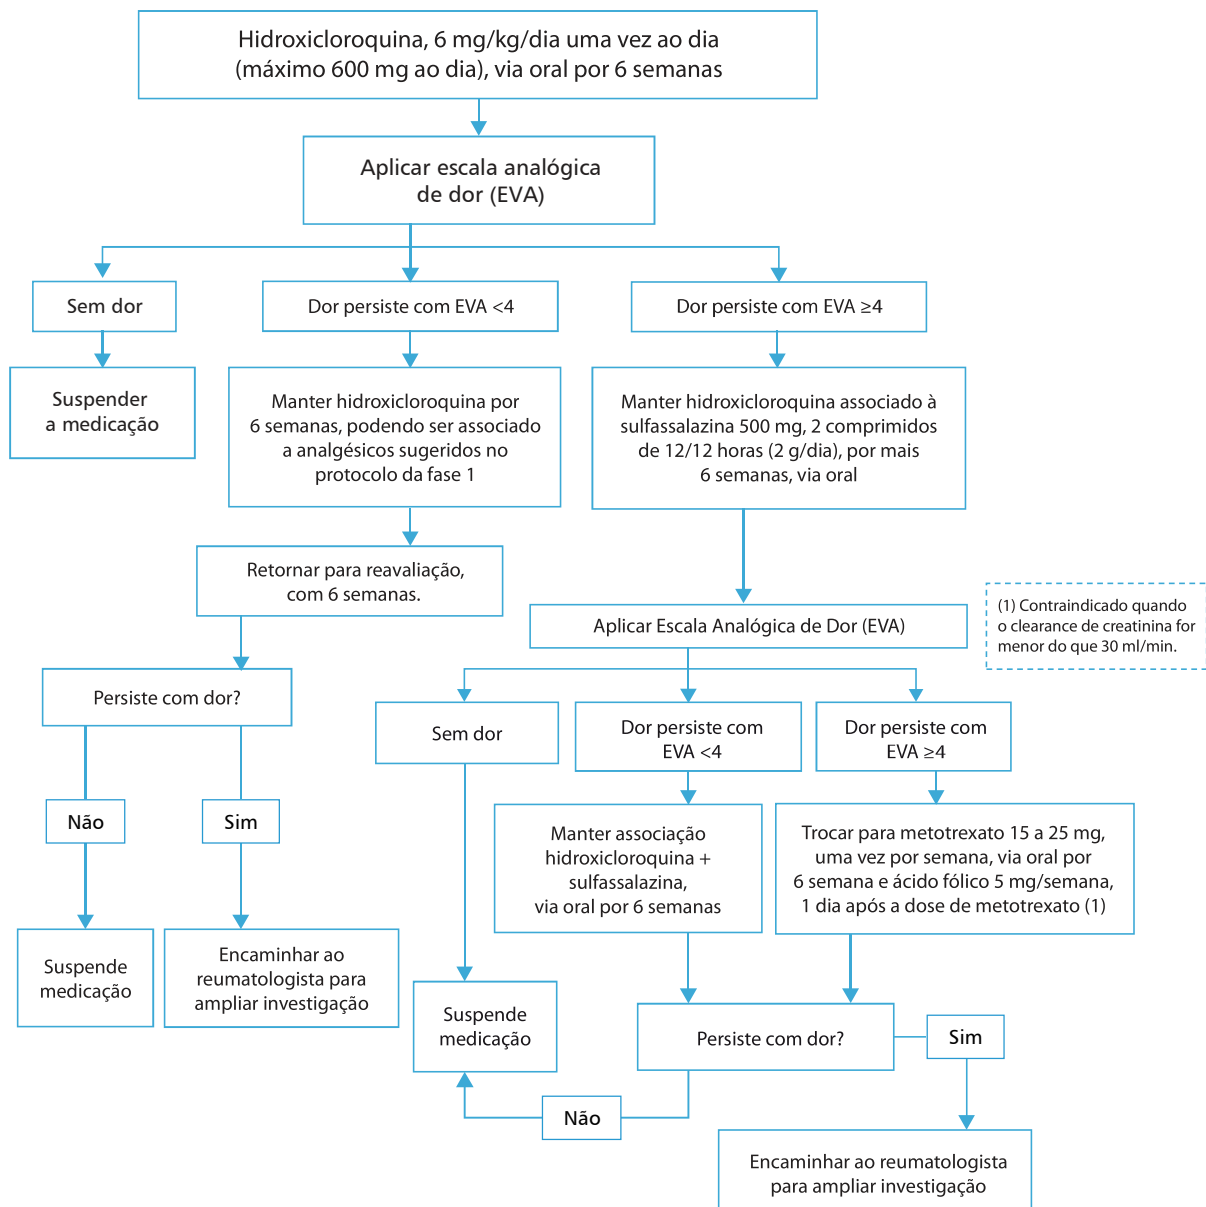 Hidroxicloroquina, 6 mg/kg/dia uma vez ao dia
(máximo 600 mg ao dia), via oral por 6 semanas
Aplicar escala analógica
de dor (EVA)
Sem dor
Dor persiste com EVA <4
Dor persiste com EVA ≥4
Suspender
a medicação
Manter hidroxicloroquina por
6 semanas, podendo ser associado
a analgésicos sugeridos no
protocolo da fase 1
Manter hidroxicloroquina associado à
sulfassalazina 500 mg, 2 comprimidos
de 12/12 horas (2 g/dia), por mais
6 semanas, via oral
Retornar para reavaliação,
com 6 semanas.
Aplicar Escala Analógica de Dor (EVA)
(1) Contraindicado quando
o clearance de creatinina for
menor do que 30 ml/min.
Persiste com dor?
Sem dor
Dor persiste com
EVA <4
Dor persiste com
EVA ≥4
Não
Sim
Manter associação
hidroxicloroquina +
sulfassalazina,
via oral por 6 semanas
Trocar para metotrexato 15 a 25 mg,
uma vez por semana, via oral por
6 semana e ácido fólico 5 mg/semana,
1 dia após a dose de metotrexato (1)
Suspende
medicação
Encaminhar ao
reumatologista para
ampliar investigação
Suspende
medicação
Persiste com dor?
Sim
Não
Encaminhar ao reumatologista
para ampliar investigação